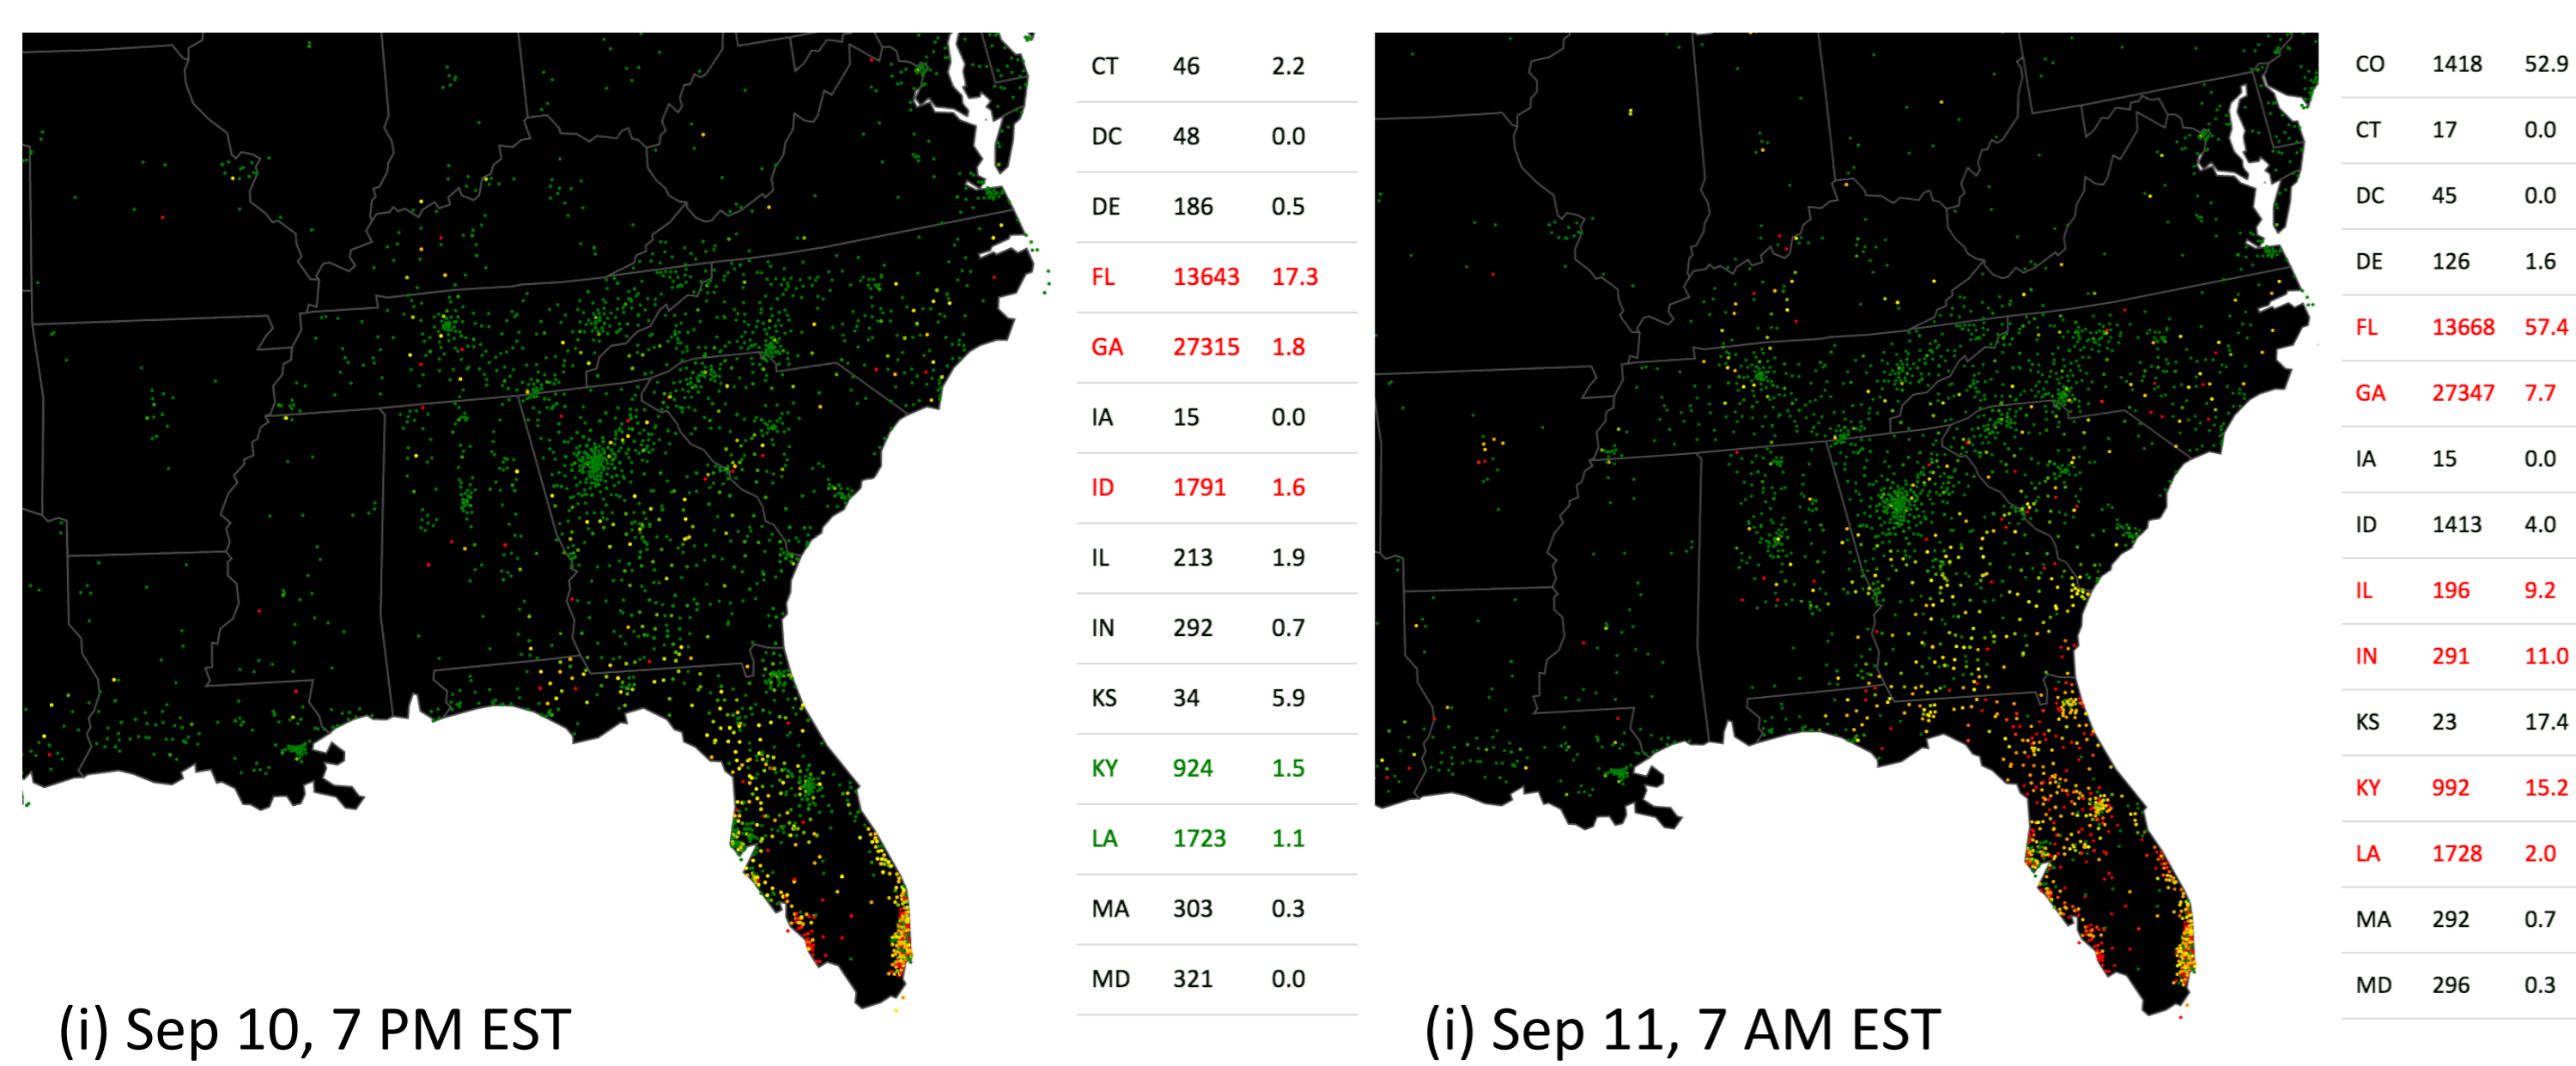 CT 46 2.2
DC 48 0.0
DE 186 0.5
FL 13643 17.3
GA 27315 1.8
IA 15 0.0
ID 1791 1.6
IL 213 1.9
IN 292 0.7
KS 34 5.9
KY 924 1.5
LA 1723 1.1
MA 303 0.3
MD 321 0.0
(i) Sep 10, 7 PM EST
CO 1418 52.9
CT 17 0.0
DC 45 0.0
DE 126 1.6
FL 13668 57.4
GA 27347 7.7
IA 15 0.0
ID 1413 4.0
IL 196 9.2
IN 291 11.0
KS 23 17.4
KY 992 15.2
LA 1728 2.0
MA 292 0.7
MD 296 0.3
(i) Sep 11, 7 AM EST